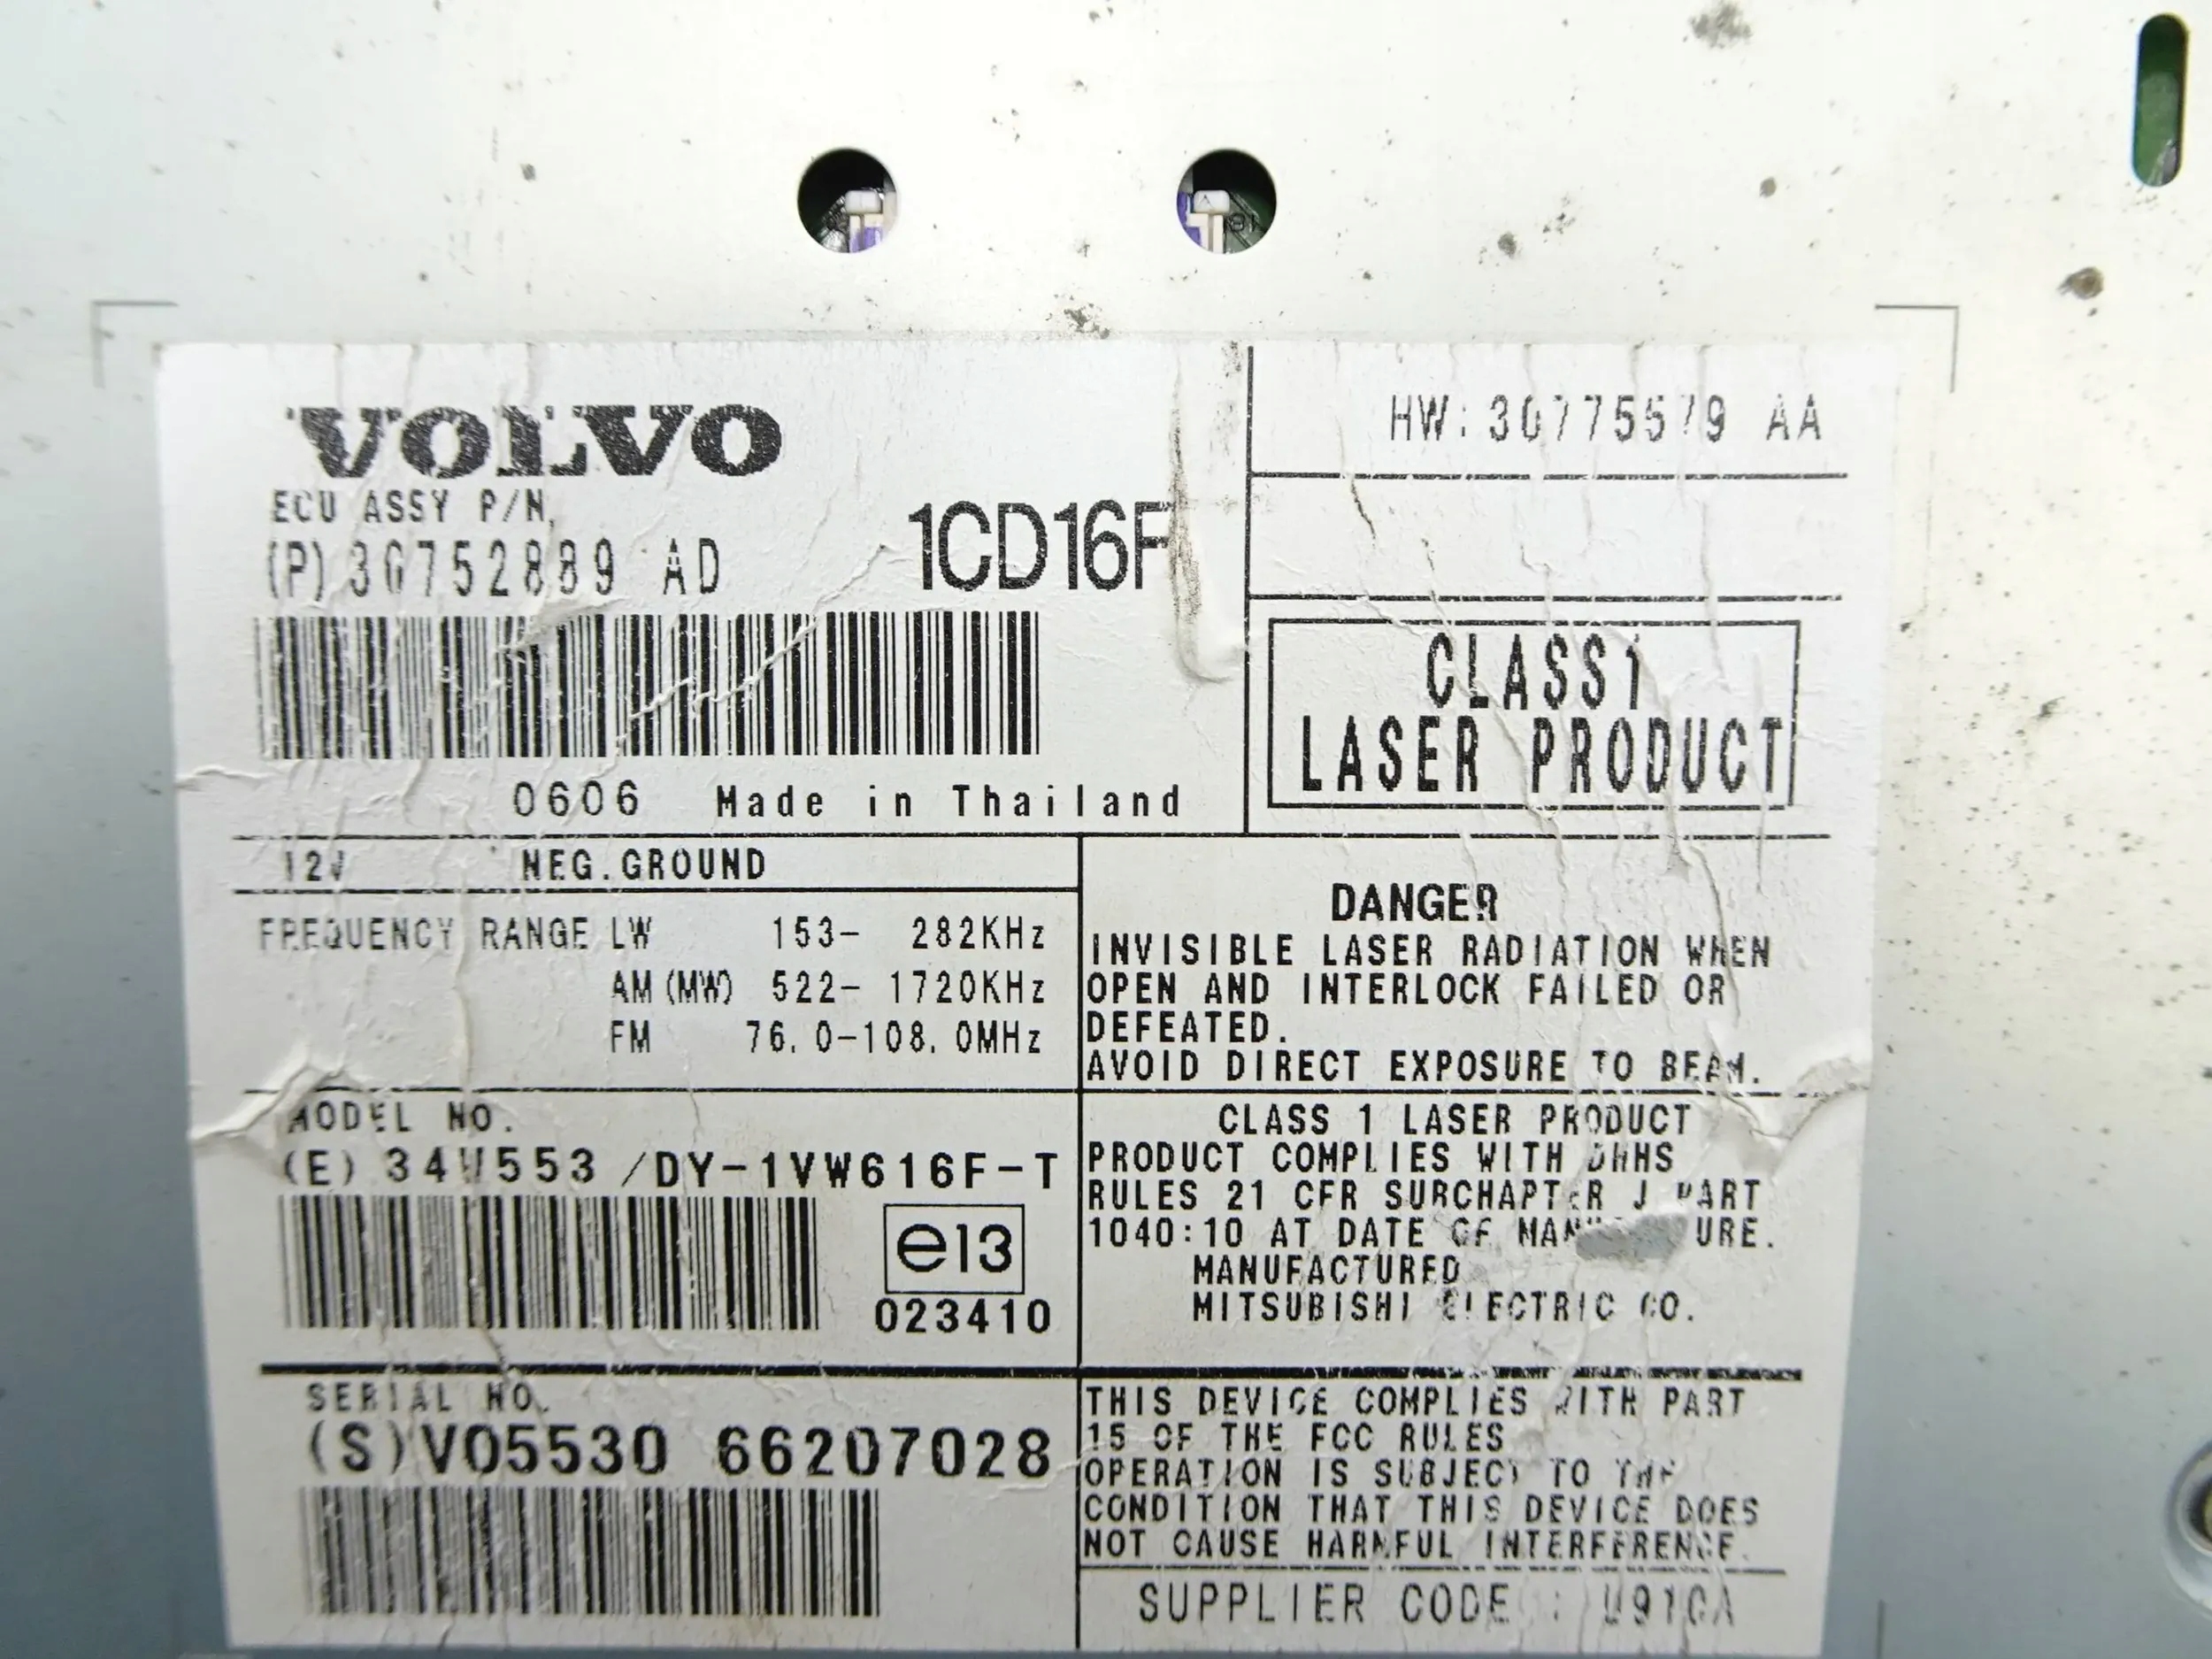 VOLVO
HW:30775579 AA
ECU ASSY P/N.
1CD16F
(P)30752889 AD
CLASS1
LASER PRODUCT
0606 Made in Thailand
12V NEG.GROUND
FREQUENCY RANGE LW 153- 282KHz
AM(MW) 522- 1720KHz
FM 76.0-108.0MHz
DANGER
INVISIBLE LASER RADIATION WHEN
OPEN AND INTERLOCK FAILED OR
DEFEATED.
AVOID DIRECT EXPOSURE TO BEAM.
MODEL NO.
(E) 34W553 /DY-1VW616F-T
e13
023410
CLASS 1 LASER PRODUCT
PRODUCT COMPLIES WITH DHHS
RULES 21 CFR SUBCHAPTER J PART
1040:10 AT DATE OF MANUFACTURE.
MANUFACTURED
MITSUBISHI ELECTRIC CO.
SERIAL NO.
(S)VO5530 66207028
THIS DEVICE COMPLIES WITH PART
15 OF THE FCC RULES
OPERATION IS SUBJECT TO THE
CONDITION THAT THIS DEVICE DOES
NOT CAUSE HARMFUL INTERFERENCE.
SUPPLIER CODE :